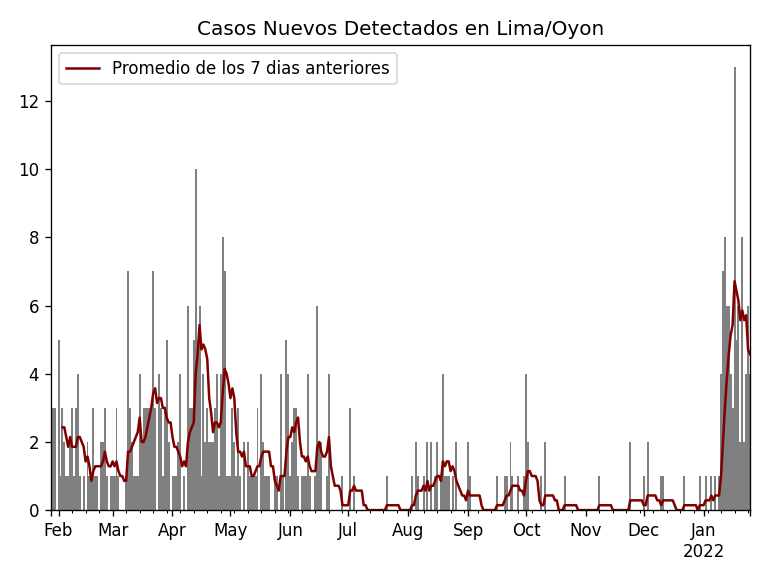 Casos Nuevos Detectados en Lima/Oyon
Promedio de los 7 dias anteriores
12
10
8
6
4
2
0
Feb Mar Apr May Jun Jul Aug Sep Oct Nov Dec Jan
2022